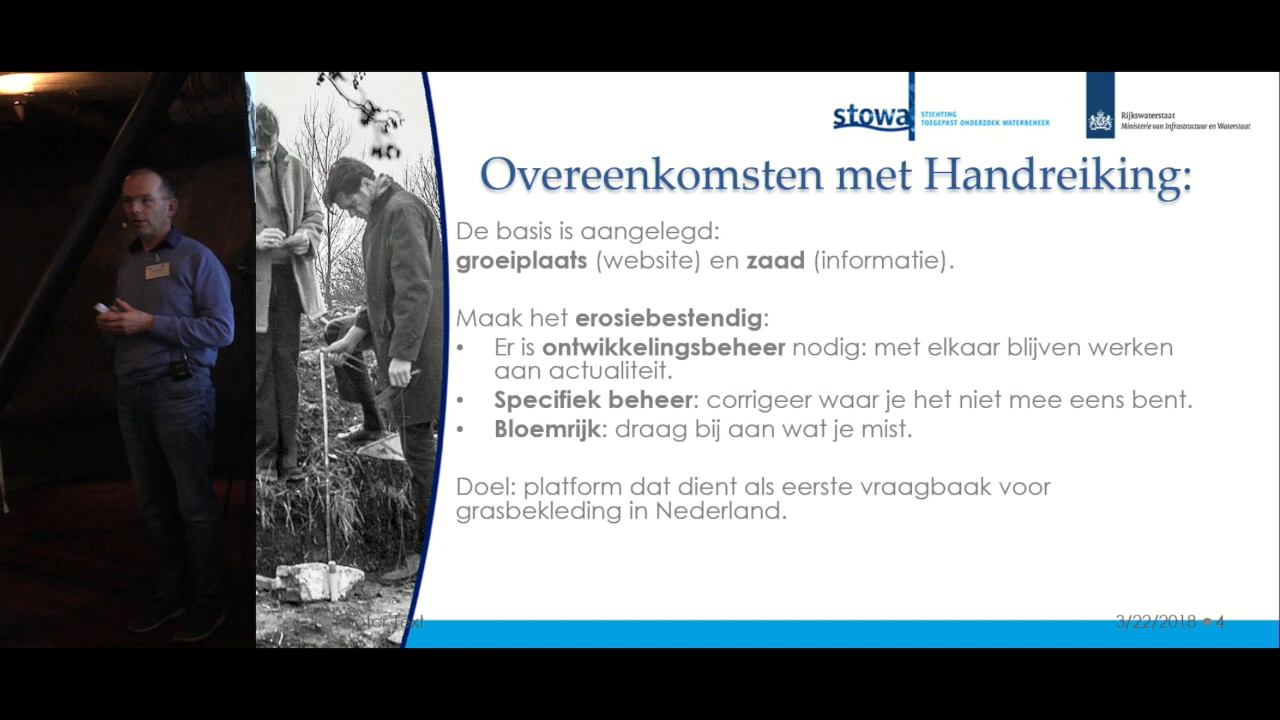 stowa
STICHTING
TOEGEPAST ONDERZOEK WATERBEHEER
Rijkswaterstaat
Ministerie van Infrastructuur en Waterstaat
Overeenkomsten met Handreiking:
De basis is aangelegd:
groeiplaats (website) en zaad (informatie).
Maak het erosiebestendig:
• Er is ontwikkelingsbeheer nodig: met elkaar blijven werken
aan actualiteit.
• Specifiek beheer: corrigeer waar je het niet mee eens bent.
• Bloemrijk: draag bij aan wat je mist.
Doel: platform dat dient als eerste vraagbaak voor
grasbekleding in Nederland.
Footer Text
3/22/2018 • 4